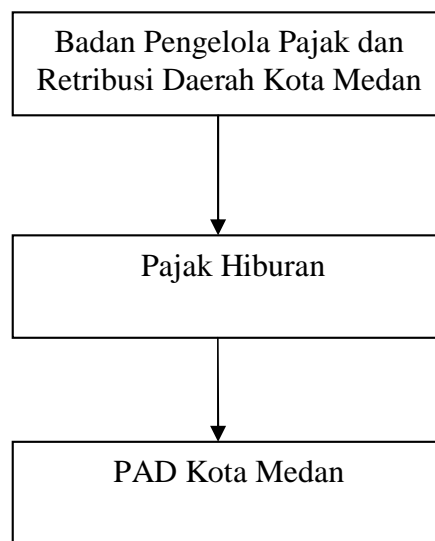 Badan Pengelola Pajak dan
Retribusi Daerah Kota Medan
Pajak Hiburan
PAD Kota Medan